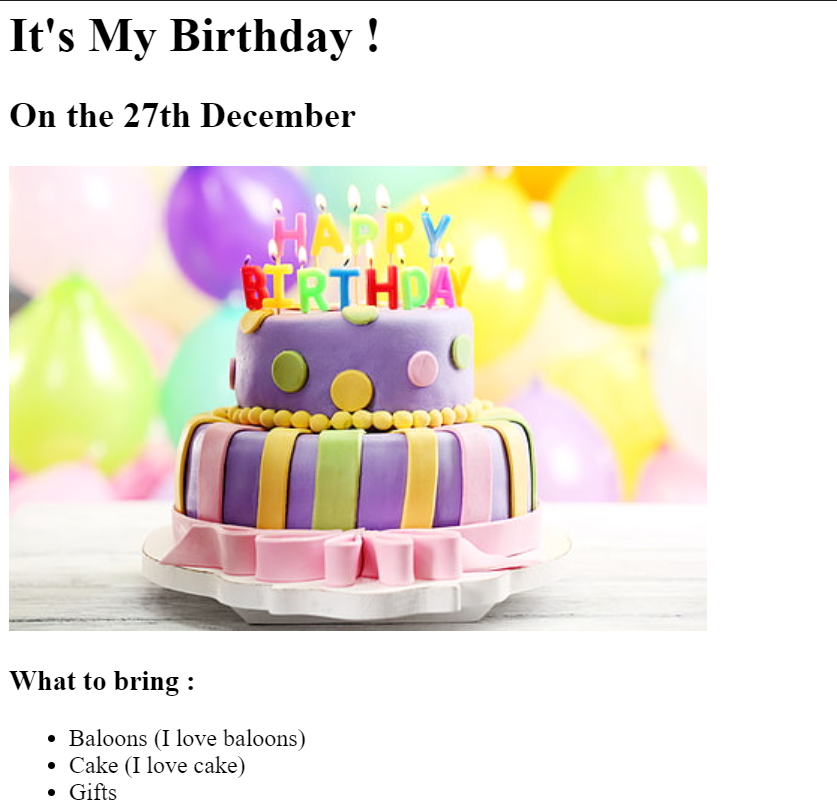 It's My Birthday !
On the 27th December
HAPPY
BIRTHDAY
What to bring :
Baloons (I love baloons)
Cake (I love cake)
Gifts